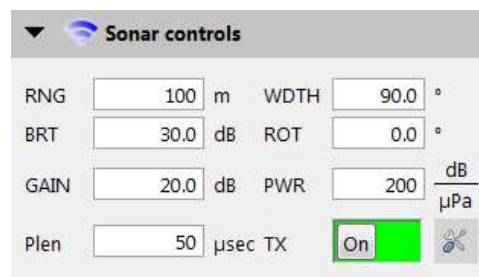 Sonar controls
RNG 100 m WDTH 90.0 °
BRT 30.0 dB ROT 0.0 °
GAIN 20.0 dB PWR 200 dB
µPa
Plen 50 µsec TX On